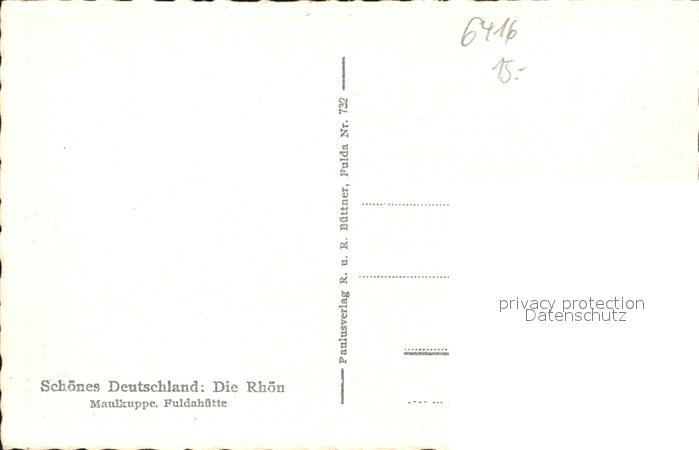 6416
15.-
Paulusverlag R. u. R. Büttner, Fulda Nr. 732
privacy protection
Datenschutz
Schönes Deutschland: Die Rhön
Maulkuppe, Fuldahütte